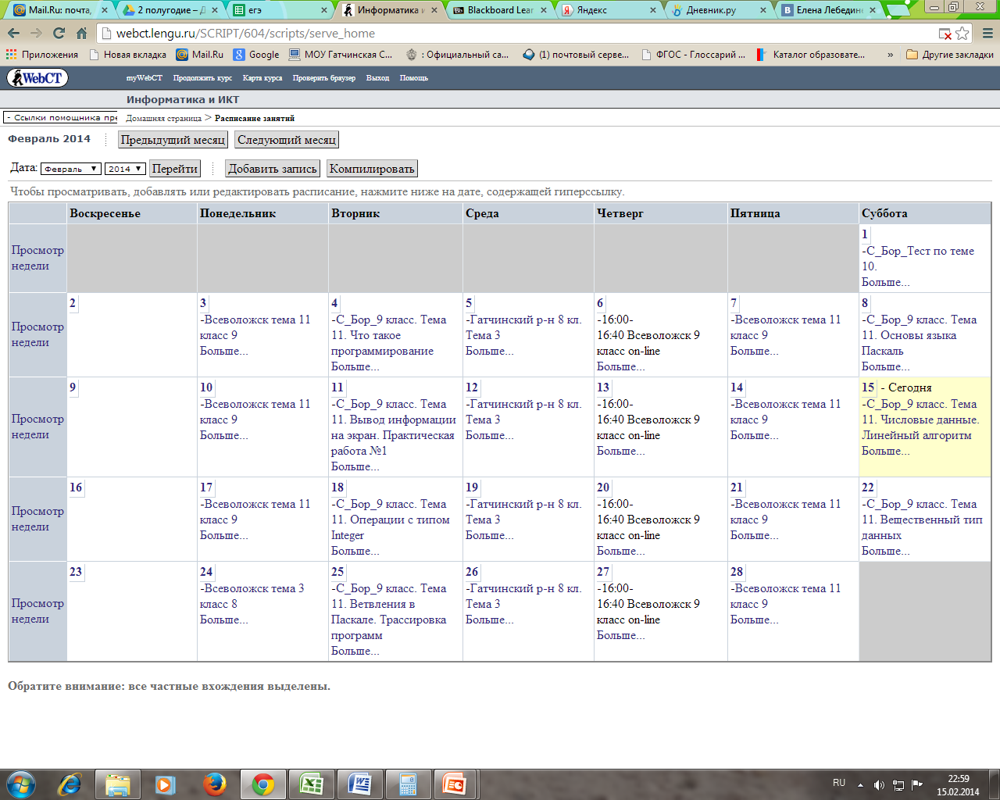 Mail.Ru: почта,
2 полугодие – Д
егэ
Информатика и
Blackboard Lear
Яндекс
Дневник.ру
Елена Лебедин
webct.lengu.ru/SCRIPT/604/scripts/serve_home
Приложения
Новая вкладка
Mail.Ru
Google
МОУ Гатчинская С...
: Официальный са...
(1) почтовый серве...
ФГОС - Глоссарий ...
Каталог образовате...
»
Другие закладки
WebCT
myWebCT Продолжить курс Карта курса Проверить браузер Выход Помощь
Информатика и ИКТ
- Ссылки помощника пре
Домашняя страница > Расписание занятий
Февраль 2014
Предыдущий месяц
Следующий месяц
Дата: Февраль 2014 Перейти
Добавить запись
Компилировать
Чтобы просматривать, добавлять или редактировать расписание, нажмите ниже на дате, содержащей гиперссылку.
Воскресенье Понедельник Вторник Среда Четверг Пятница Суббота
Просмотр
недели
1
-С_Бор_Тест по теме
10.
Больше...
Просмотр
недели
2
3
-Всеволожск тема 11
класс 9
Больше...
4
-С_Бор_9 класс. Тема
11. Что такое
программирование
Больше...
5
-Гатчинский р-н 8 кл.
Тема 3
Больше...
6
-16:00-
16:40 Всеволожск 9
класс on-line
Больше...
7
-Всеволожск тема 11
класс 9
Больше...
8
-С_Бор_9 класс. Тема
11. Основы языка
Паскаль
Больше...
Просмотр
недели
9
10
-Всеволожск тема 11
класс 9
Больше...
11
-С_Бор_9 класс. Тема
11. Вывод информации
на экран. Практическая
работа №1
Больше...
12
-Гатчинский р-н 8 кл.
Тема 3
Больше...
13
-16:00-
16:40 Всеволожск 9
класс on-line
Больше...
14
-Всеволожск тема 11
класс 9
Больше...
15 - Сегодня
-С_Бор_9 класс. Тема
11. Числовые данные.
Линейный алгоритм
Больше...
Просмотр
недели
16
17
-Всеволожск тема 11
класс 9
Больше...
18
-С_Бор_9 класс. Тема
11. Операции с типом
Integer
Больше...
19
-Гатчинский р-н 8 кл.
Тема 3
Больше...
20
-16:00-
16:40 Всеволожск 9
класс on-line
Больше...
21
-Всеволожск тема 11
класс 9
Больше...
22
-С_Бор_9 класс. Тема
11. Вещественный тип
данных
Больше...
Просмотр
недели
23
24
-Всеволожск тема 3
класс 8
Больше...
25
-С_Бор_9 класс. Тема
11. Ветвления в
Паскале. Трассировка
программ
Больше...
26
-Гатчинский р-н 8 кл.
Тема 3
Больше...
27
-16:00-
16:40 Всеволожск 9
класс on-line
Больше...
28
-Всеволожск тема 11
класс 9
Больше...
Обратите внимание: все частные вхождения выделены.
RU
22:59
15.02.2014